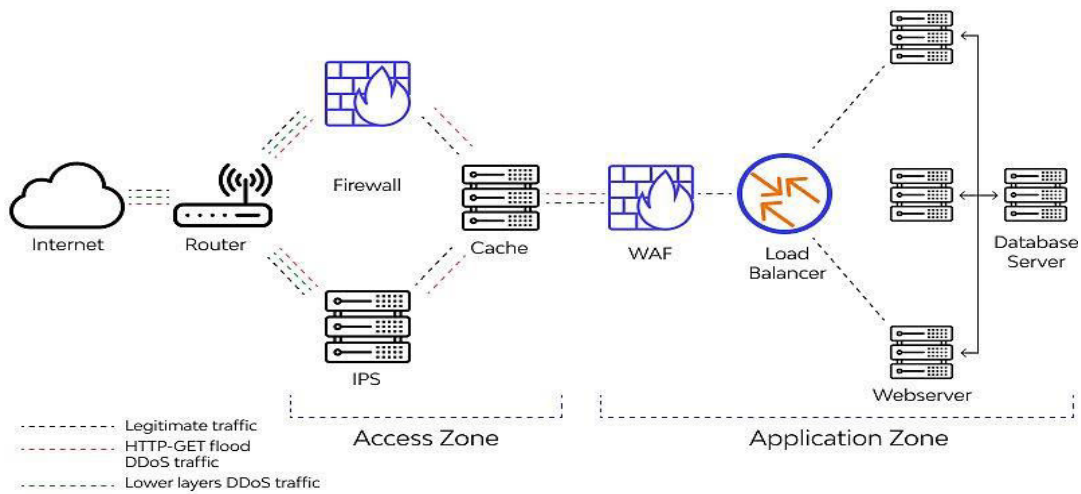 Firewall
Internet
Router
Cache
WAF
Load
Balancer
Database
Server
IPS
Webserver
Access Zone
Application Zone
Legitimate traffic
HTTP-GET flood
DDoS traffic
Lower layers DDoS traffic